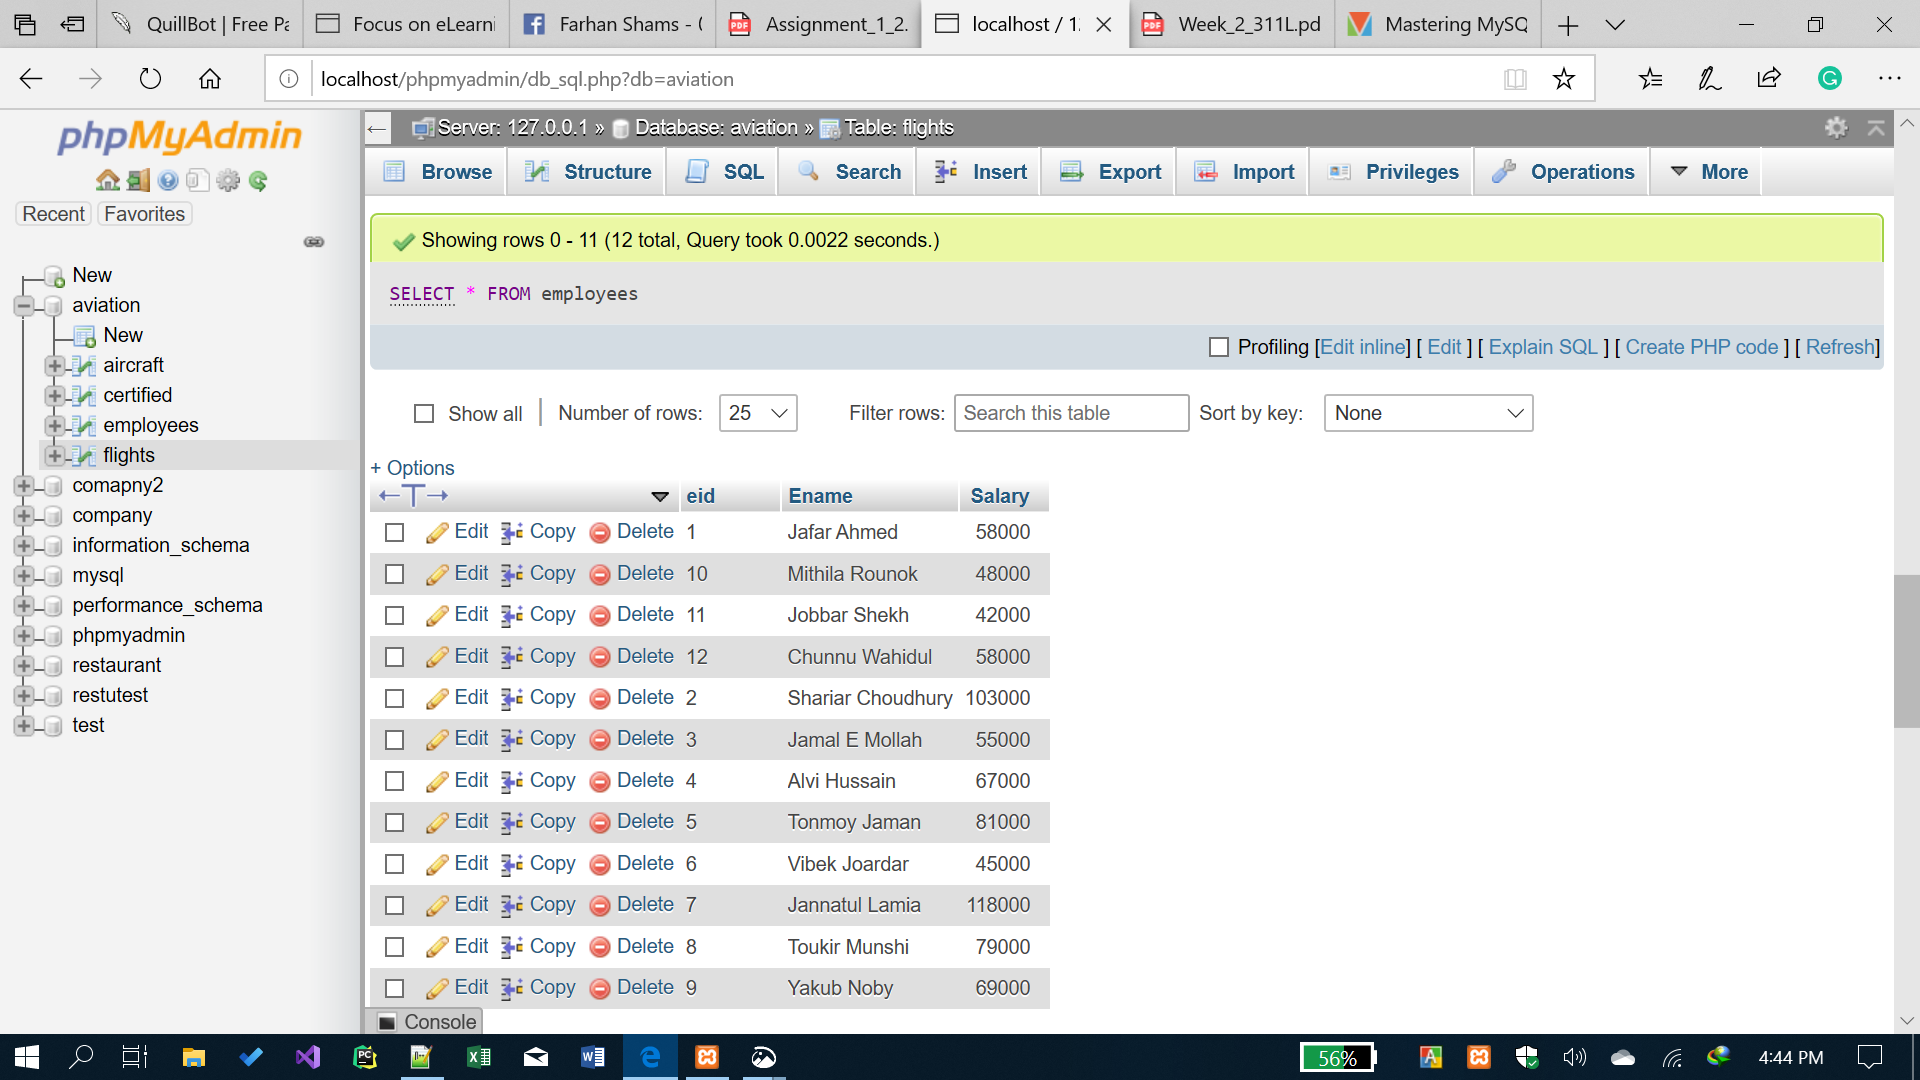 QuillBot | Free Pa
Focus on eLearni
Farhan Shams - (
Assignment_1_2.
localhost / 1
Week_2_311L.pd
Mastering MySQ
localhost/phpmyadmin/db_sql.php?db=aviation
phpMyAdmin
Recent Favorites
New
aviation
New
aircraft
certified
employees
flights
comapny2
company
information_schema
mysql
performance_schema
phpmyadmin
restaurant
restutest
test
Server: 127.0.0.1 » Database: aviation » Table: flights
Browse Structure SQL Search Insert Export Import Privileges Operations More
Showing rows 0 - 11 (12 total, Query took 0.0022 seconds.)
SELECT * FROM employees
Profiling [Edit inline] [ Edit ] [ Explain SQL ] [ Create PHP code ] [ Refresh]
Show all Number of rows: 25 Filter rows: Search this table Sort by key: None
+ Options
←T→ eid Ename Salary
Edit Copy Delete 1 Jafar Ahmed 58000
Edit Copy Delete 10 Mithila Rounok 48000
Edit Copy Delete 11 Jobbar Shekh 42000
Edit Copy Delete 12 Chunnu Wahidul 58000
Edit Copy Delete 2 Shariar Choudhury 103000
Edit Copy Delete 3 Jamal E Mollah 55000
Edit Copy Delete 4 Alvi Hussain 67000
Edit Copy Delete 5 Tonmoy Jaman 81000
Edit Copy Delete 6 Vibek Joardar 45000
Edit Copy Delete 7 Jannatul Lamia 118000
Edit Copy Delete 8 Toukir Munshi 79000
Edit Copy Delete 9 Yakub Noby 69000
Console
56%
4:44 PM